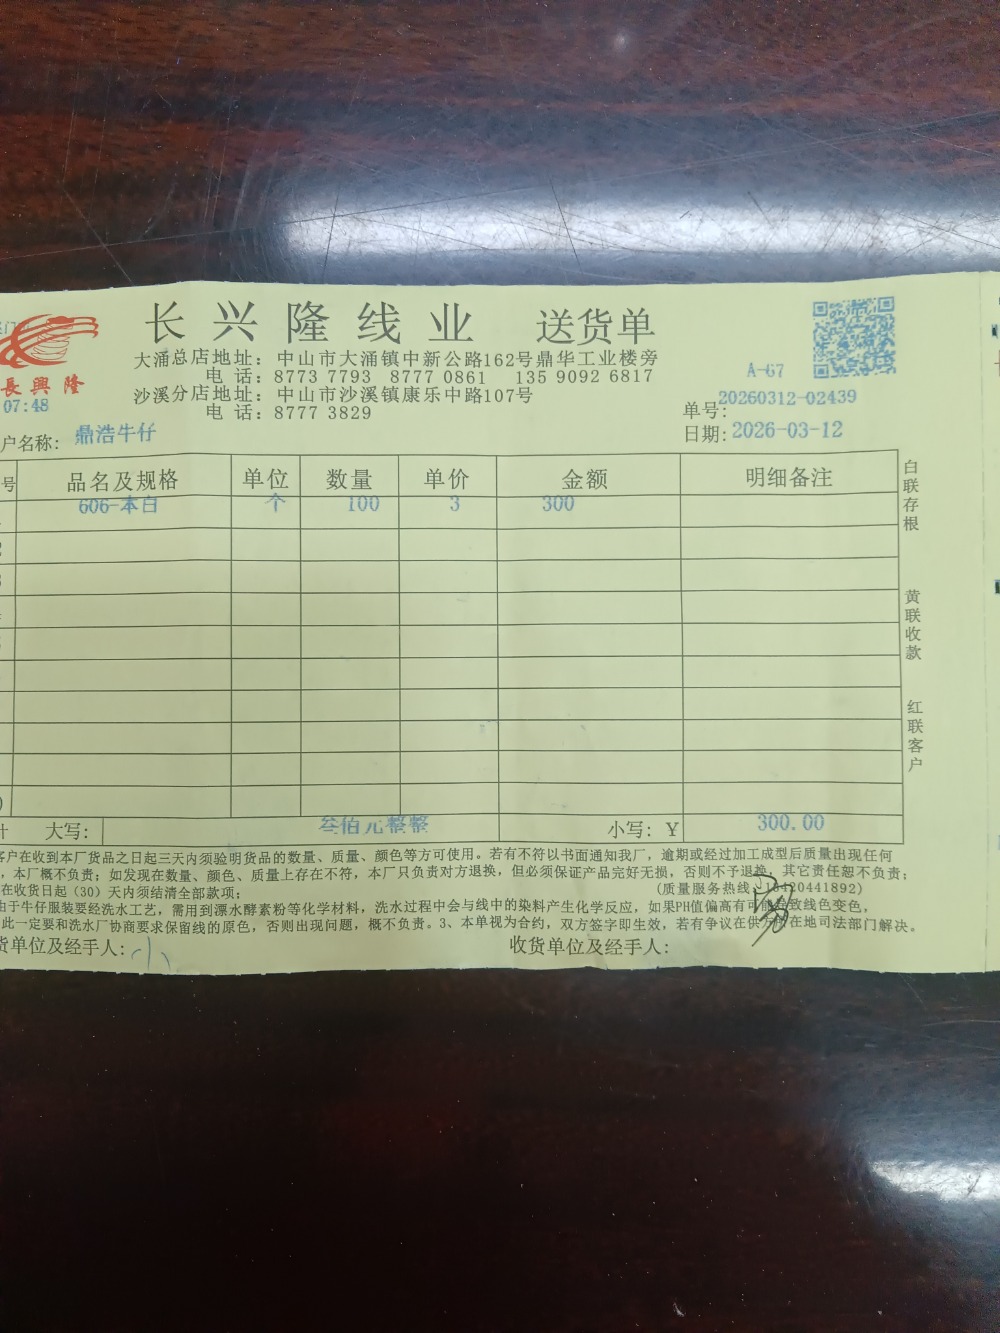 长兴隆线业 送货单
大涌总店地址：中山市大涌镇中新公路162号鼎华工业楼旁
电 话：8773 7793 8777 0861 135 9092 6817
沙溪分店地址：中山市沙溪镇康乐中路107号
电 话：8777 3829
長興隆
07:48
A-G7
单号：20260312-02439
日期：2026-03-12
户名称：鼎浩牛仔
号 品名及规格 单位 数量 单价 金额 明细备注
606-本白 个 100 3 300
大写： 叁佰元整整 小写：￥ 300.00
白联存根
黄联收款
红联客户
客户在收到本厂货品之日起三天内须验明货品的数量、质量、颜色等方可使用。若有不符以书面通知我厂，逾期或经过加工成型后质量出现任何
，本厂概不负责；如发现在数量、颜色、质量上存在不符，本厂只负责对方退换，但必须保证产品完好无损，否则不予退换，其它责任恕不负责；
在收货日起（30）天内须结清全部款项； （质量服务热线：13420441892）
由于牛仔服装要经洗水工艺，需用到漂水酵素粉等化学材料，洗水过程中会与线中的染料产生化学反应，如果PH值偏高有可能导致线色变色，
此一定要和洗水厂协商要求保留线的原色，否则出现问题，概不负责。3、本单视为合约，双方签字即生效，若有争议在供方所在地司法部门解决。
货单位及经手人： 收货单位及经手人：